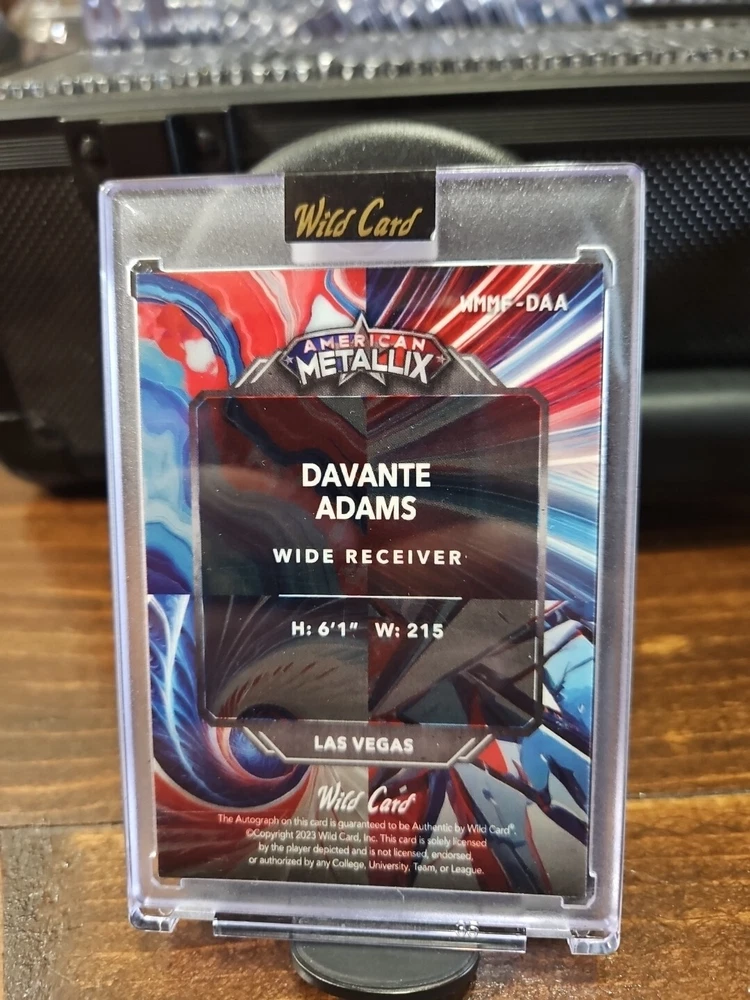 Wild Card
WMMF-DAA
AMERICAN
METALLIX
DAVANTE
ADAMS
WIDE RECEIVER
H: 6'1" W: 215
LAS VEGAS
Wild Card
The Autograph on this card is guaranteed to be Authentic by Wild Card®.
©Copyright 2023 Wild Card, Inc. This card is solely licensed
by the player depicted and is not licensed, endorsed,
or authorized by any College, University, Team, or League.